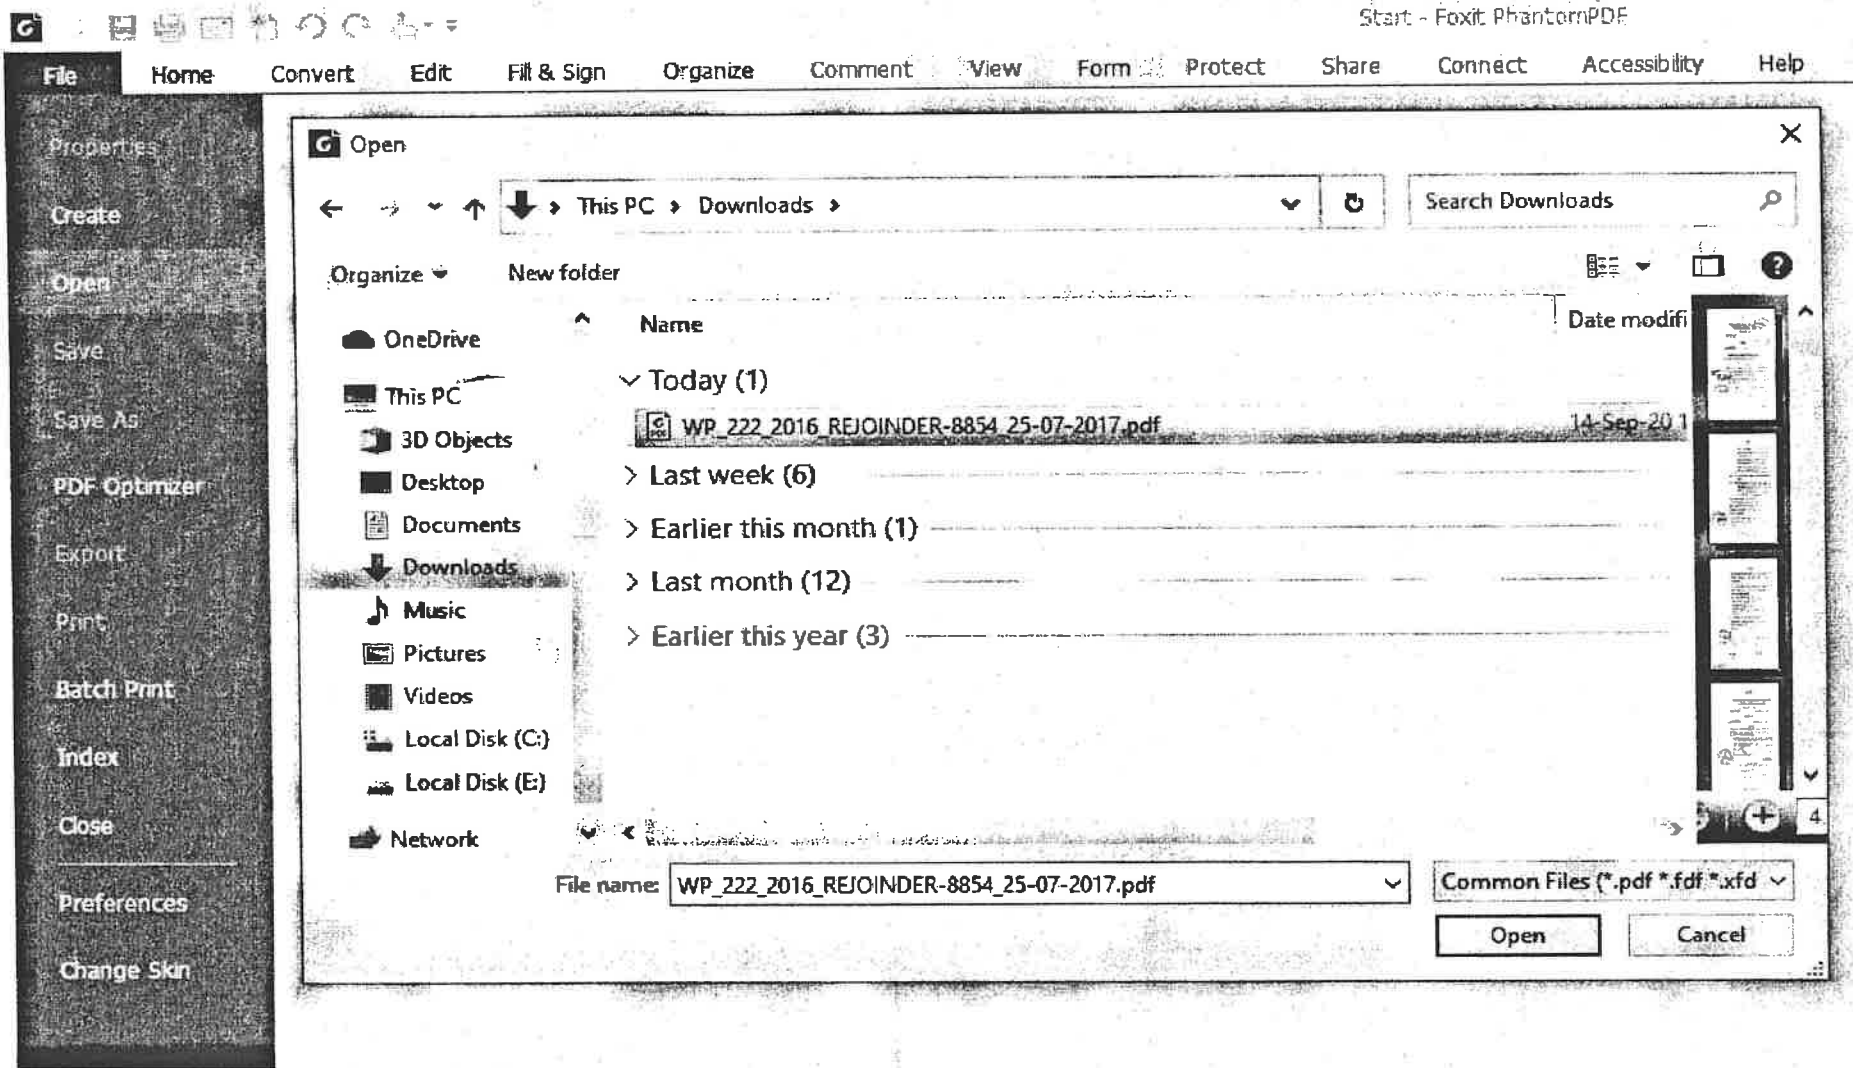 Start - Foxit PhantomPDF
File Home Convert Edit Fill & Sign Organize Comment View Form Protect Share Connect Accessibility Help
Properties
Create
Open
Save
Save As
PDF Optimizer
Export
Print
Batch Print
Index
Close
Preferences
Change Skin
Open
This PC > Downloads >
Search Downloads
Organize
New folder
OneDrive
This PC
3D Objects
Desktop
Documents
Downloads
Music
Pictures
Videos
Local Disk (C:)
Local Disk (E:)
Network
Name Date modifi
Today (1)
WP_222_2016_REJOINDER-8854_25-07-2017.pdf 14-Sep-20 1
Last week (6)
Earlier this month (1)
Last month (12)
Earlier this year (3)
4
File name: WP_222_2016_REJOINDER-8854_25-07-2017.pdf
Common Files (*.pdf *.fdf *.xfd
Open Cancel